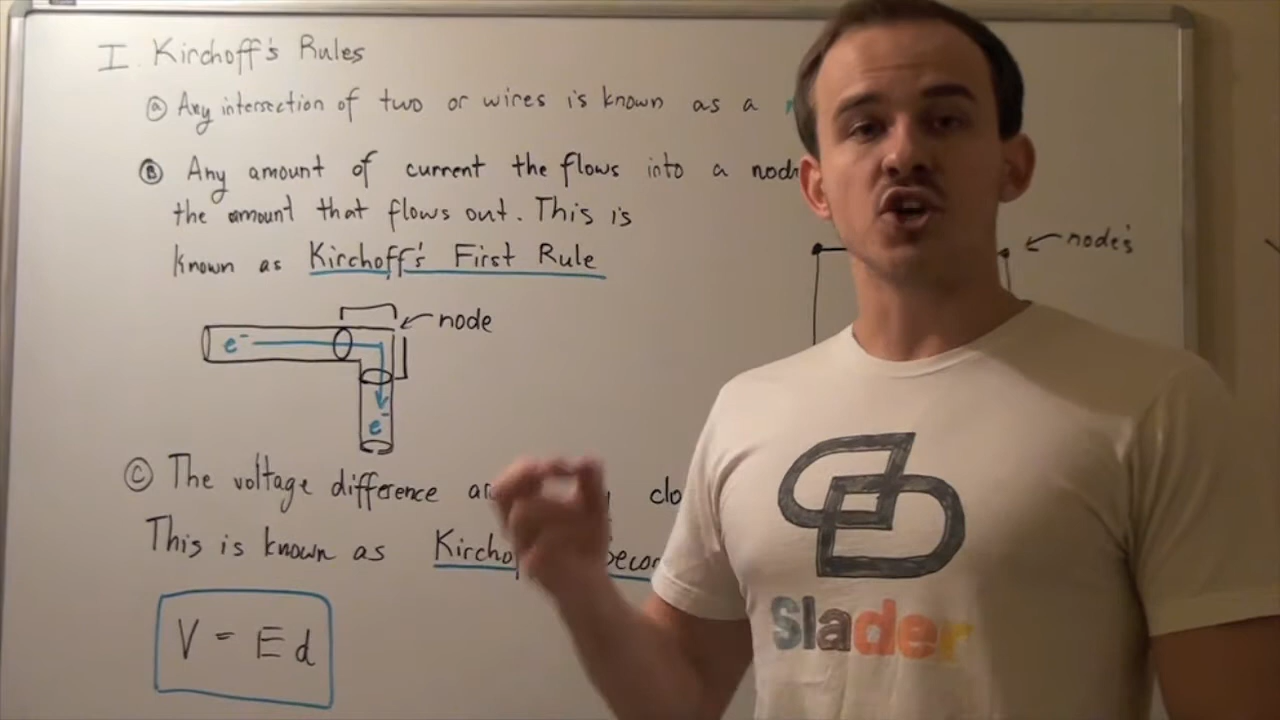 I. Kirchoff's Rules
(a) Any intersection of two or wires is known as a
(B) Any amount of current the flows into a
the amount that flows out. This is
known as Kirchoff's First Rule
node's
node
e⁻
e⁻
(C) The voltage difference
This is known as
V = Ed
Slader